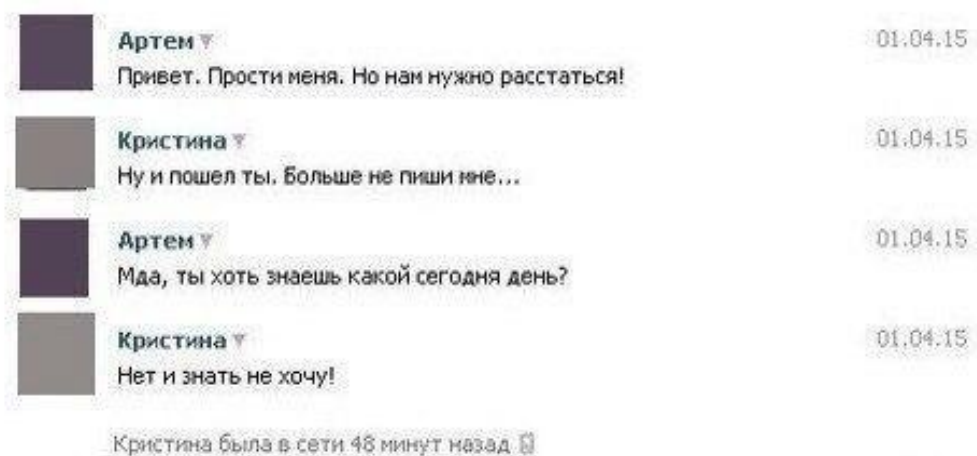 Артем
01.04.15
Привет. Прости меня. Но нам нужно расстаться!
Кристина
01.04.15
Ну и пошел ты. Больше не пиши мне...
Артем
01.04.15
Мда, ты хоть знаешь какой сегодня день?
Кристина
01.04.15
Нет и знать не хочу!
Кристина была в сети 48 минут назад